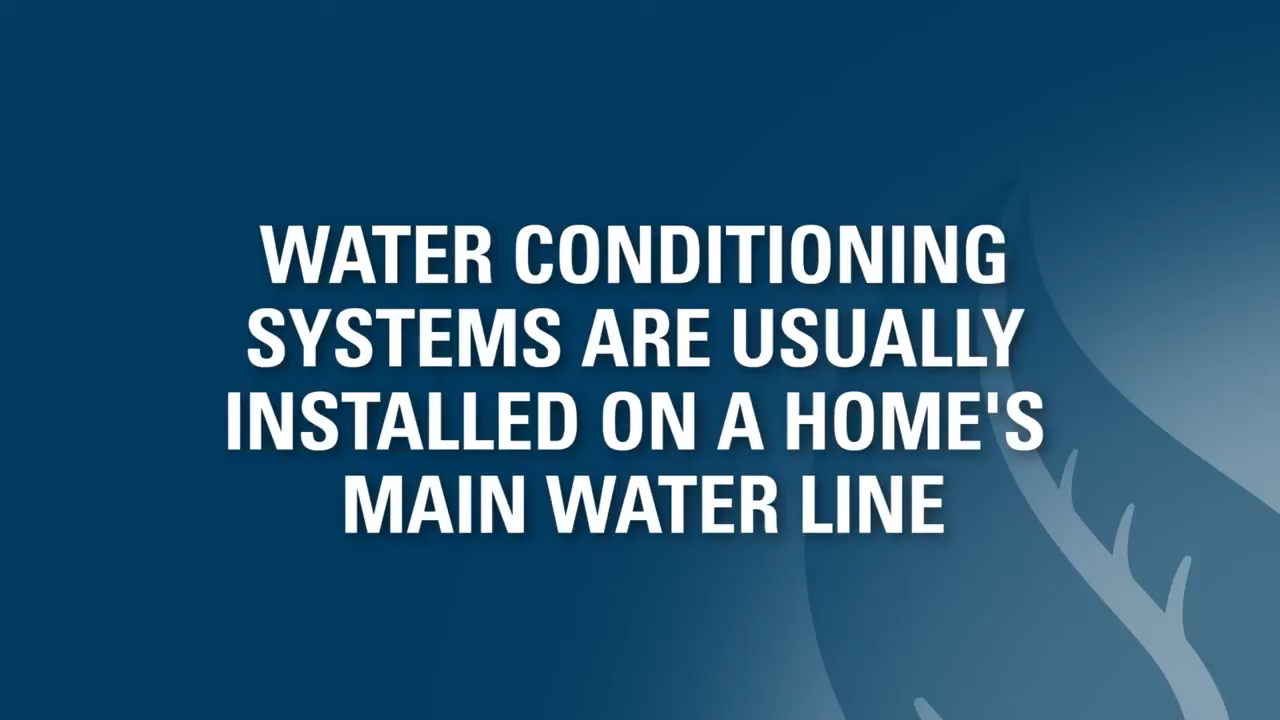 WATER CONDITIONING
SYSTEMS ARE USUALLY
INSTALLED ON A HOME'S
MAIN WATER LINE